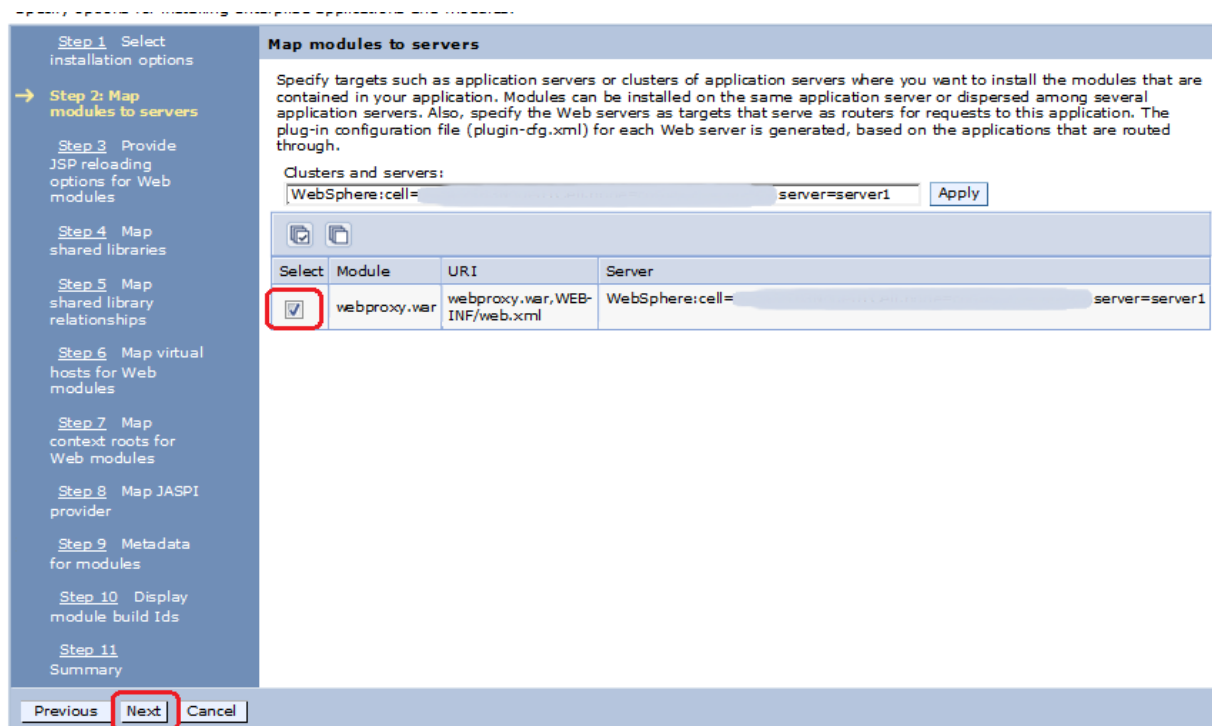 Step 1 Select
installation options
Step 2: Map
modules to servers
Step 3 Provide
JSP reloading
options for Web
modules
Step 4 Map
shared libraries
Step 5 Map
shared library
relationships
Step 6 Map virtual
hosts for Web
modules
Step 7 Map
context roots for
Web modules
Step 8 Map JASPI
provider
Step 9 Metadata
for modules
Step 10 Display
module build Ids
Step 11
Summary
Map modules to servers
Specify targets such as application servers or clusters of application servers where you want to install the modules that are
contained in your application. Modules can be installed on the same application server or dispersed among several
application servers. Also, specify the Web servers as targets that serve as routers for requests to this application. The
plug-in configuration file (plugin-cfg.xml) for each Web server is generated, based on the applications that are routed
through.
Clusters and servers:
WebSphere:cell= server=server1 Apply
Select Module URI Server
webproxy.war webproxy.war,WEB-
INF/web.xml WebSphere:cell= server=server1
Previous Next Cancel